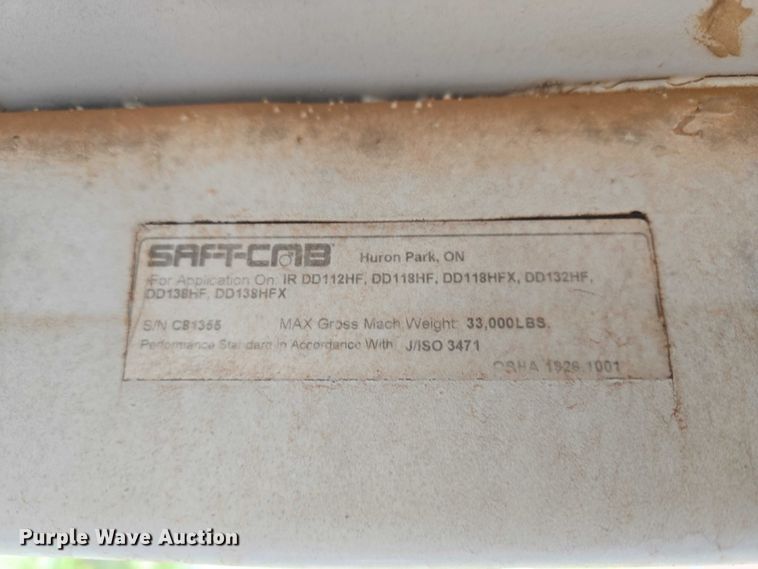 SAFT-CAB Huron Park, ON
For Application On: IR DD112HF, DD118HF, DD118HFX, DD132HF,
DD138HF, DD138HFX
S/N CB1355 MAX Gross Mach Weight: 33,000LBS.
Performance Standard In Accordance With J/ISO 3471
OSHA 1926.1001
Purple Wave Auction